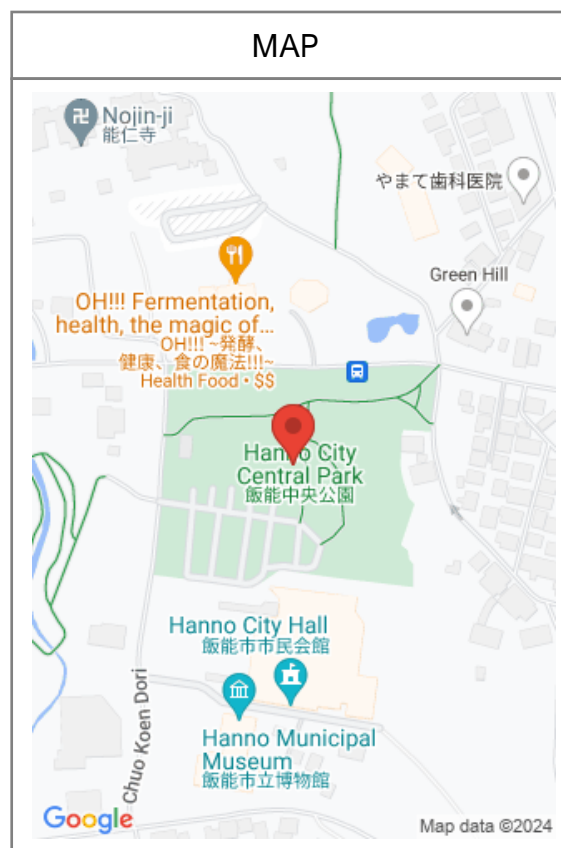 MAP
Nojin-ji
能仁寺
やまて歯科医院
Green Hill
OH!!! Fermentation,
health, the magic of...
OH!!! ~発酵、
健康、食の魔法!!!~
Health Food・$$
Hanno City
Central Park
飯能中央公園
Hanno City Hall
飯能市市民会館
Hanno Municipal
Museum
飯能市立博物館
Chuo Koen Dori
Google
Map data ©2024